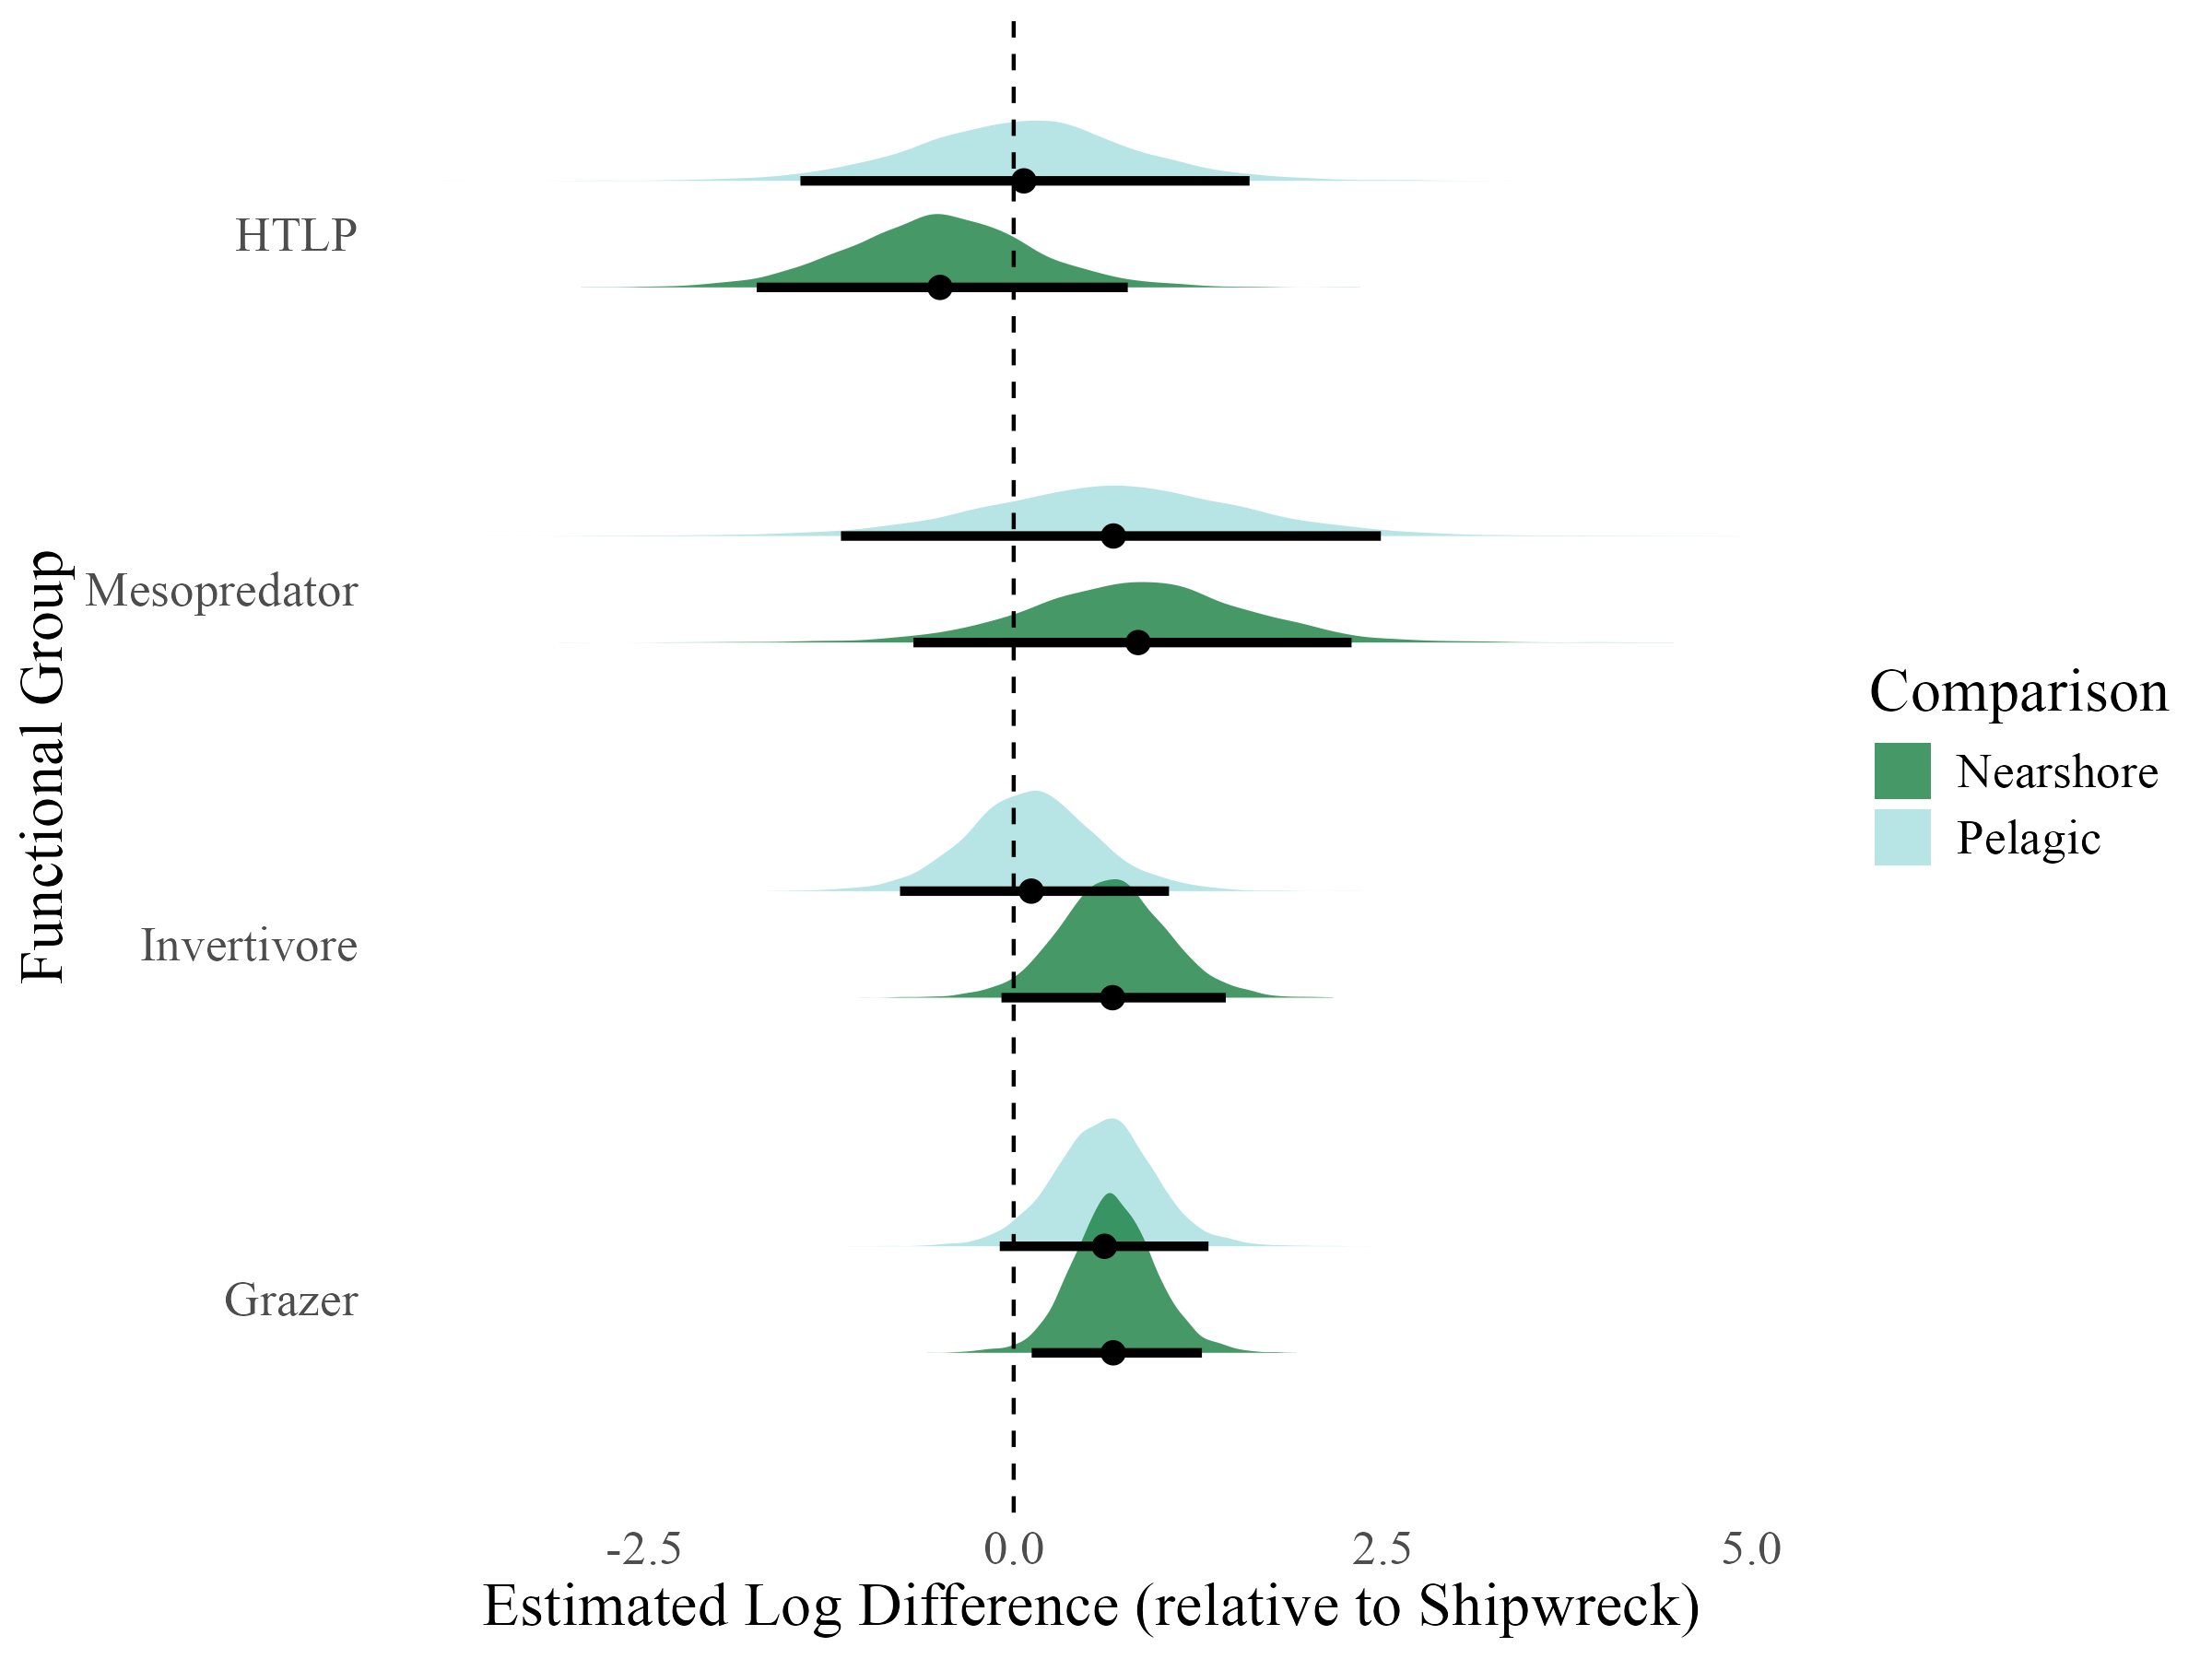 Functional Group
HTLP
Mesopredator
Invertivore
Grazer
-2.5 0.0 2.5 5.0
Estimated Log Difference (relative to Shipwreck)
Comparison
Nearshore
Pelagic